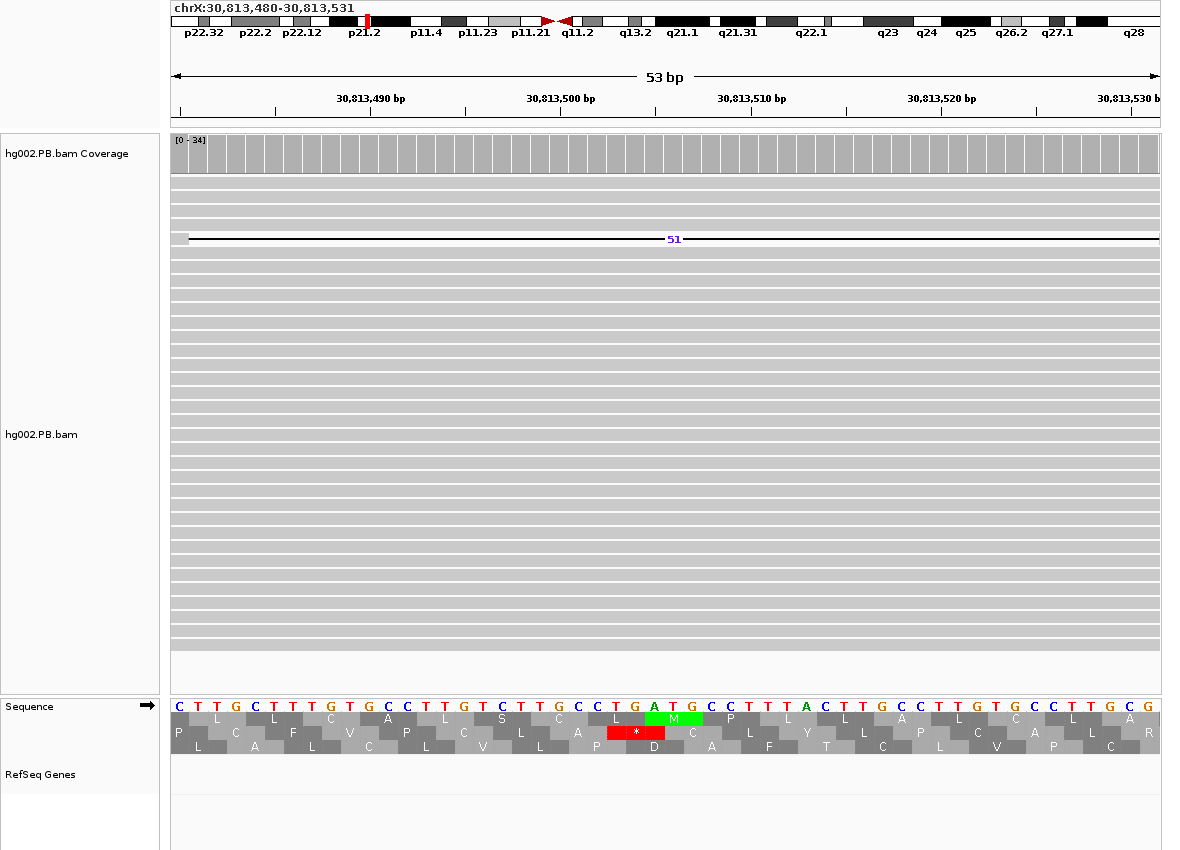 chrX:30,813,480-30,813,531
p22.32 p22.2 p22.12 p21.2 p11.4 p11.23 p11.21 q11.2 q13.2 q21.1 q21.31 q22.1 q23 q24 q25 q26.2 q27.1 q28
53 bp
30,813,490 bp 30,813,500 bp 30,813,510 bp 30,813,520 bp 30,813,530 b
hg002.PB.bam Coverage
[0 - 34]
51
hg002.PB.bam
Sequence
C T T G C T T T G T G C C T T G T C T T G C C T G A T G C C T T T A C T T G C C T T G T G C C T T G C G
L L C A L S C L M P L L A L C L A
P C F V P C L A * C L Y L P C A L R
L A L C L V L P D A F T C L V P C
RefSeq Genes